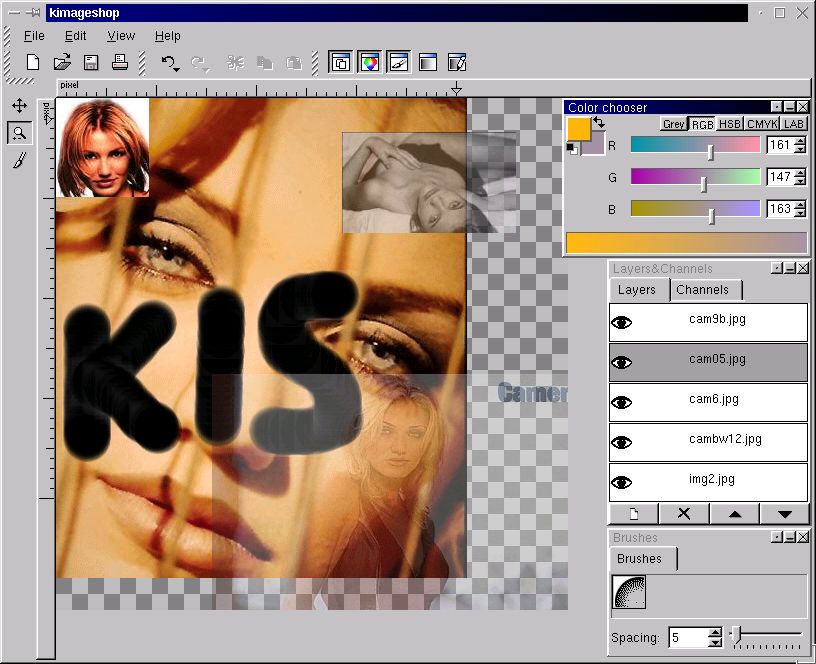 kimageshop
File Edit View Help
pixel
pixel
KIS
Camer
Color chooser
Grey RGB HSB CMYK LAB
R 161
G 147
B 163
Layers&Channels
Layers Channels
cam9b.jpg
cam05.jpg
cam6.jpg
cambw12.jpg
img2.jpg
Brushes
Brushes
Spacing: 5